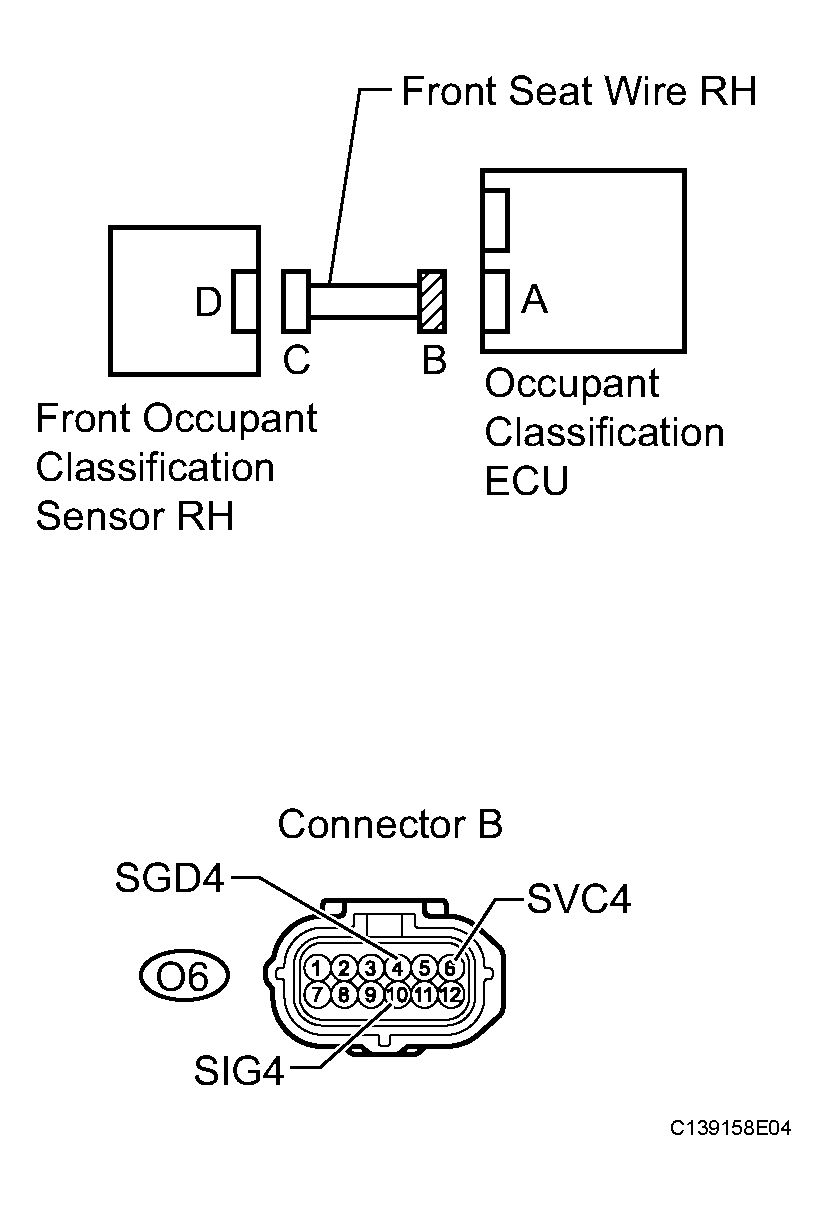 Front Seat Wire RH
D
C
B
A
Front Occupant
Classification
Sensor RH
Occupant
Classification
ECU
Connector B
SGD4
SVC4
O6
1 2 3 4 5 6
7 8 9 10 11 12
SIG4
C139158E04